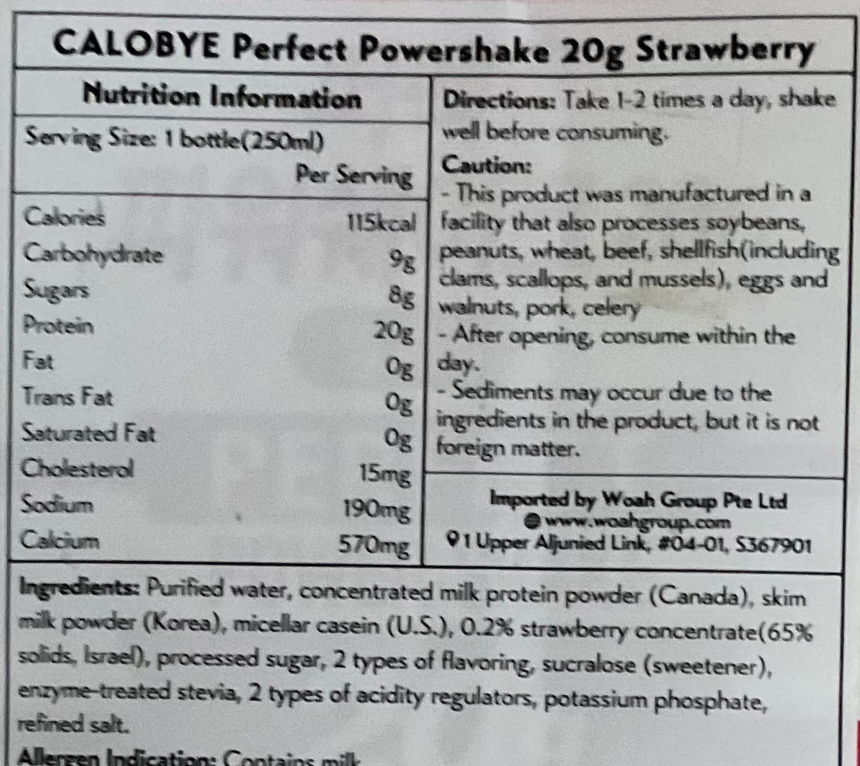 CALOBYE Perfect Powershake 20g Strawberry
Nutrition Information
Serving Size: 1 bottle(250ml)
Per Serving
Calories 115kcal
Carbohydrate 9g
Sugars 8g
Protein 20g
Fat 0g
Trans Fat 0g
Saturated Fat 0g
Cholesterol 15mg
Sodium 190mg
Calcium 570mg
Directions: Take 1-2 times a day, shake
well before consuming.
Caution:
- This product was manufactured in a
facility that also processes soybeans,
peanuts, wheat, beef, shellfish(including
clams, scallops, and mussels), eggs and
walnuts, pork, celery
- After opening, consume within the
day.
- Sediments may occur due to the
ingredients in the product, but it is not
foreign matter.
Imported by Woah Group Pte Ltd
www.woahgroup.com
1 Upper Aljunied Link, #04-01, S367901
Ingredients: Purified water, concentrated milk protein powder (Canada), skim
milk powder (Korea), micellar casein (U.S.), 0.2% strawberry concentrate(65%
solids, Israel), processed sugar, 2 types of flavoring, sucralose (sweetener),
enzyme-treated stevia, 2 types of acidity regulators, potassium phosphate,
refined salt.
Allergen Indication: Contains milk